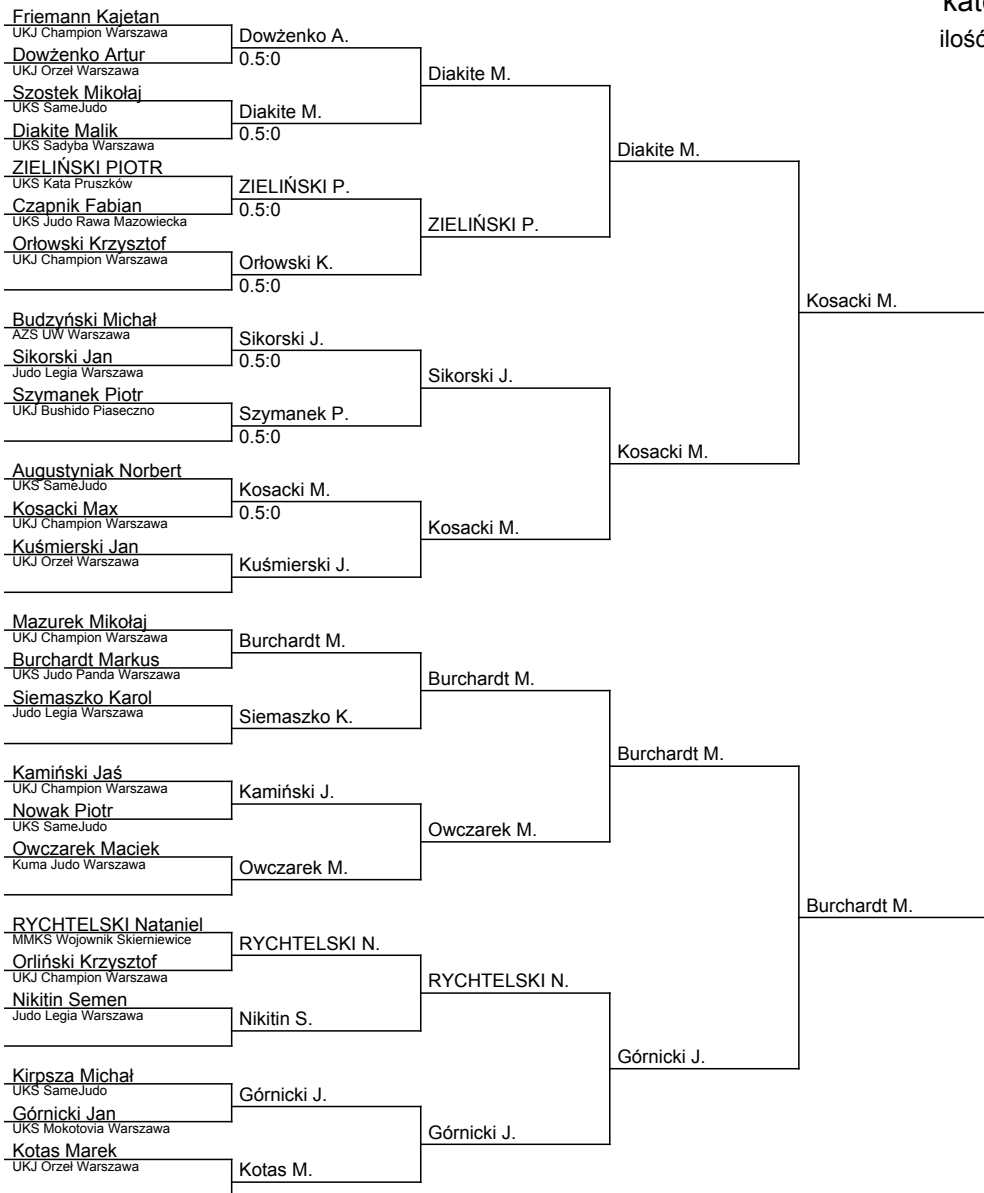 kat
ilość
Friemann Kajetan
UKJ Champion Warszawa
Dowżenko Artur
UKJ Orzeł Warszawa
Szostek Mikołaj
UKS SameJudo
Diakite Malik
UKS Sadyba Warszawa
ZIELIŃSKI PIOTR
UKS Kata Pruszków
Czapnik Fabian
UKS Judo Rawa Mazowiecka
Orłowski Krzysztof
UKJ Champion Warszawa
Budzyński Michał
AZS UW Warszawa
Sikorski Jan
Judo Legia Warszawa
Szymanek Piotr
UKJ Bushido Piaseczno
Augustyniak Norbert
UKS SameJudo
Kosacki Max
UKJ Champion Warszawa
Kuśmierski Jan
UKJ Orzeł Warszawa
Mazurek Mikołaj
UKJ Champion Warszawa
Burchardt Markus
UKS Judo Panda Warszawa
Siemaszko Karol
Judo Legia Warszawa
Kamiński Jaś
UKJ Champion Warszawa
Nowak Piotr
UKS SameJudo
Owczarek Maciek
Kuma Judo Warszawa
RYCHTELSKI Nataniel
MMKS Wojownik Skierniewice
Orliński Krzysztof
UKJ Champion Warszawa
Nikitin Semen
Judo Legia Warszawa
Kirpsza Michał
UKS SameJudo
Górnicki Jan
UKS Mokotovia Warszawa
Kotas Marek
UKJ Orzeł Warszawa
Dowżenko A.
0.5:0
Diakite M.
0.5:0
ZIELIŃSKI P.
0.5:0
Orłowski K.
0.5:0
Sikorski J.
0.5:0
Szymanek P.
0.5:0
Kosacki M.
0.5:0
Kuśmierski J.
Burchardt M.
Siemaszko K.
Kamiński J.
Owczarek M.
RYCHTELSKI N.
Nikitin S.
Górnicki J.
Kotas M.
Diakite M.
ZIELIŃSKI P.
Sikorski J.
Kosacki M.
Burchardt M.
Owczarek M.
RYCHTELSKI N.
Górnicki J.
Diakite M.
Kosacki M.
Burchardt M.
Górnicki J.
Kosacki M.
Burchardt M.